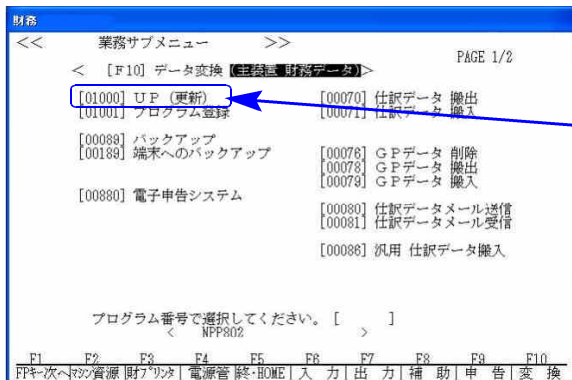 財務
<< 業務サブメニュー >>
PAGE 1/2
< [F10] データ変換 (主装置 財務データ)>
[01000] UP (更新) [00070] 仕訳データ 搬出
[01001] プログラム登録 [00071] 仕訳データ 搬入
[00089] バックアップ
[00189] 端末へのバックアップ [00076] GPデータ 削除
[00078] GPデータ 搬出
[00079] GPデータ 搬入
[00880] 電子申告システム
[00080] 仕訳データメール送信
[00081] 仕訳データメール受信
[00086] 汎用 仕訳データ搬入
プログラム番号で選択してください。 [ ]
< NPP802 >
F1 F2 F3 F4 F5 F6 F7 F8 F9 F10
FPキー次へ マシン資源 財プリンタ 電源管 終・HOME 入 力 出 力 補 助 申 告 変 換